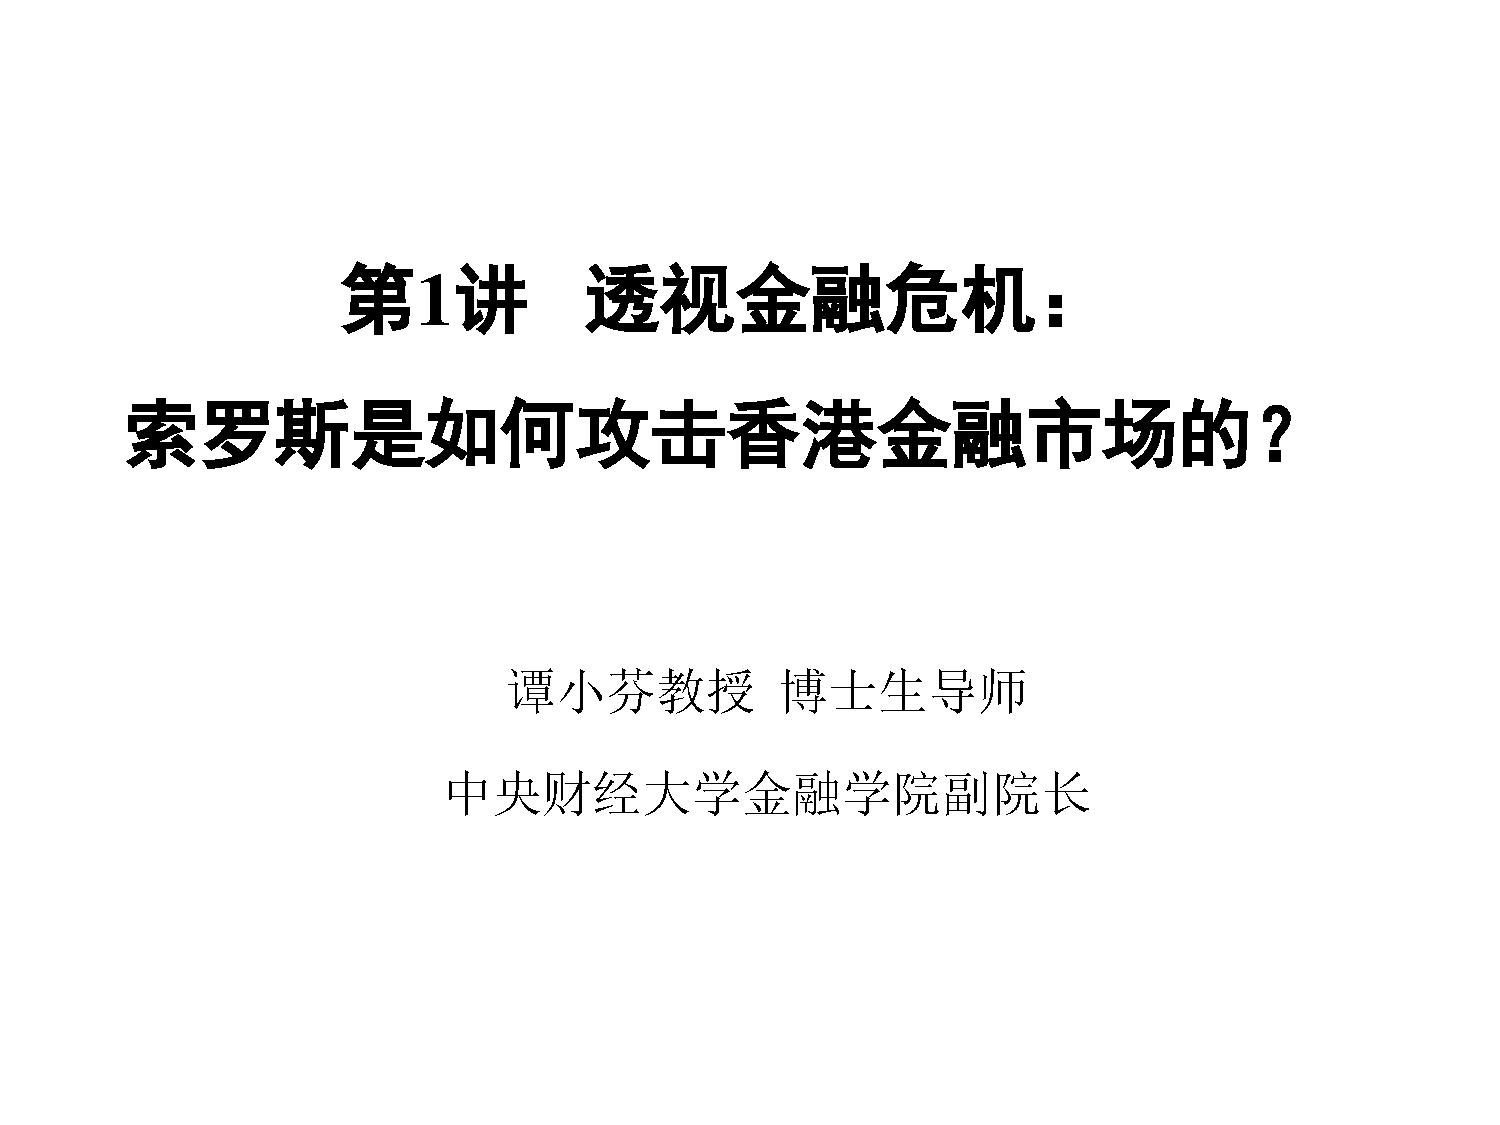 第1讲 透视金融危机：
索罗斯是如何攻击香港金融市场的？
谭小芬教授 博士生导师
中央财经大学金融学院副院长